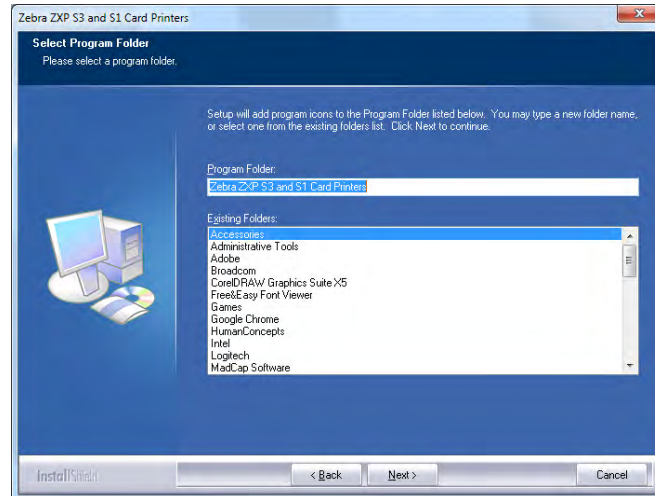 Zebra ZXP S3 and S1 Card Printers
Select Program Folder
Please select a program folder.
Setup will add program icons to the Program Folder listed below. You may type a new folder name,
or select one from the existing folders list. Click Next to continue.
Program Folder:
Zebra ZXP S3 and S1 Card Printers
Existing Folders:
Accessories
Administrative Tools
Adobe
Broadcom
CorelDRAW Graphics Suite X5
Free&Easy Font Viewer
Games
Google Chrome
HumanConcepts
Intel
Logitech
MadCap Software
InstallShield
< Back
Next >
Cancel